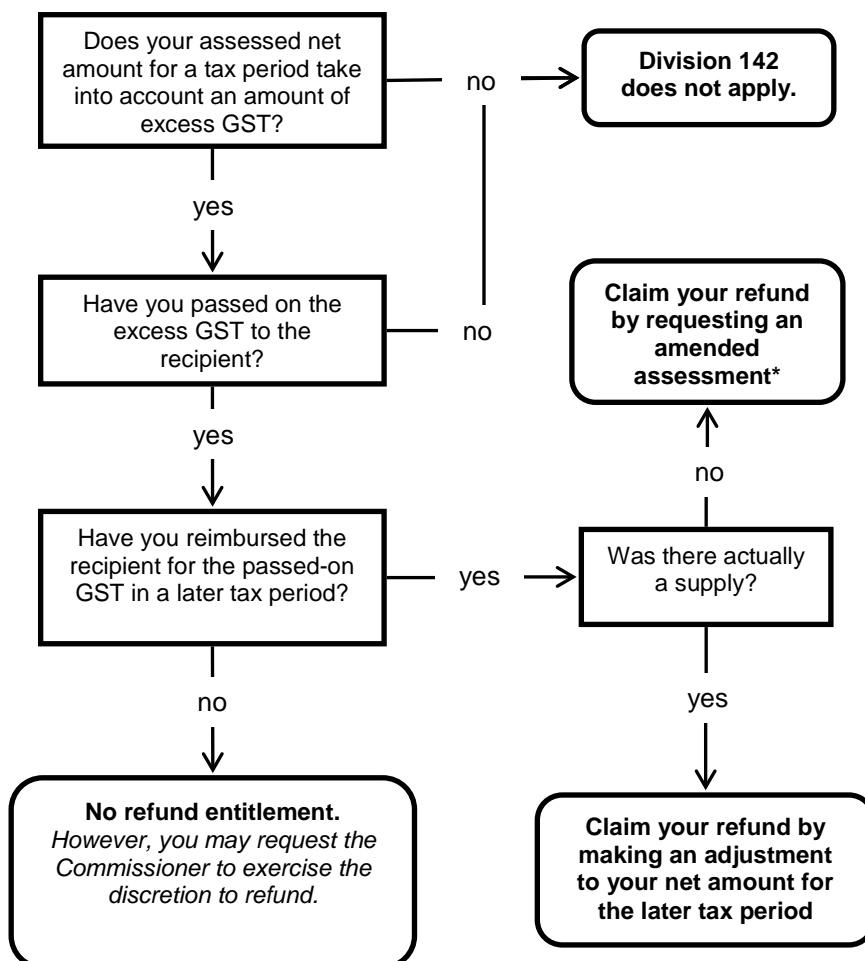 Does your assessed net
amount for a tax period take
into account an amount of
excess GST?
no
Division 142
does not apply.
yes
Have you passed on the
excess GST to the
recipient?
no
Claim your refund
by requesting an
amended
assessment*
yes
no
Have you reimbursed the
recipient for the passed-on
GST in a later tax period?
yes
Was there actually
a supply?
no
yes
No refund entitlement.
However, you may request the
Commissioner to exercise the
discretion to refund.
Claim your refund by
making an adjustment
to your net amount for
the later tax period